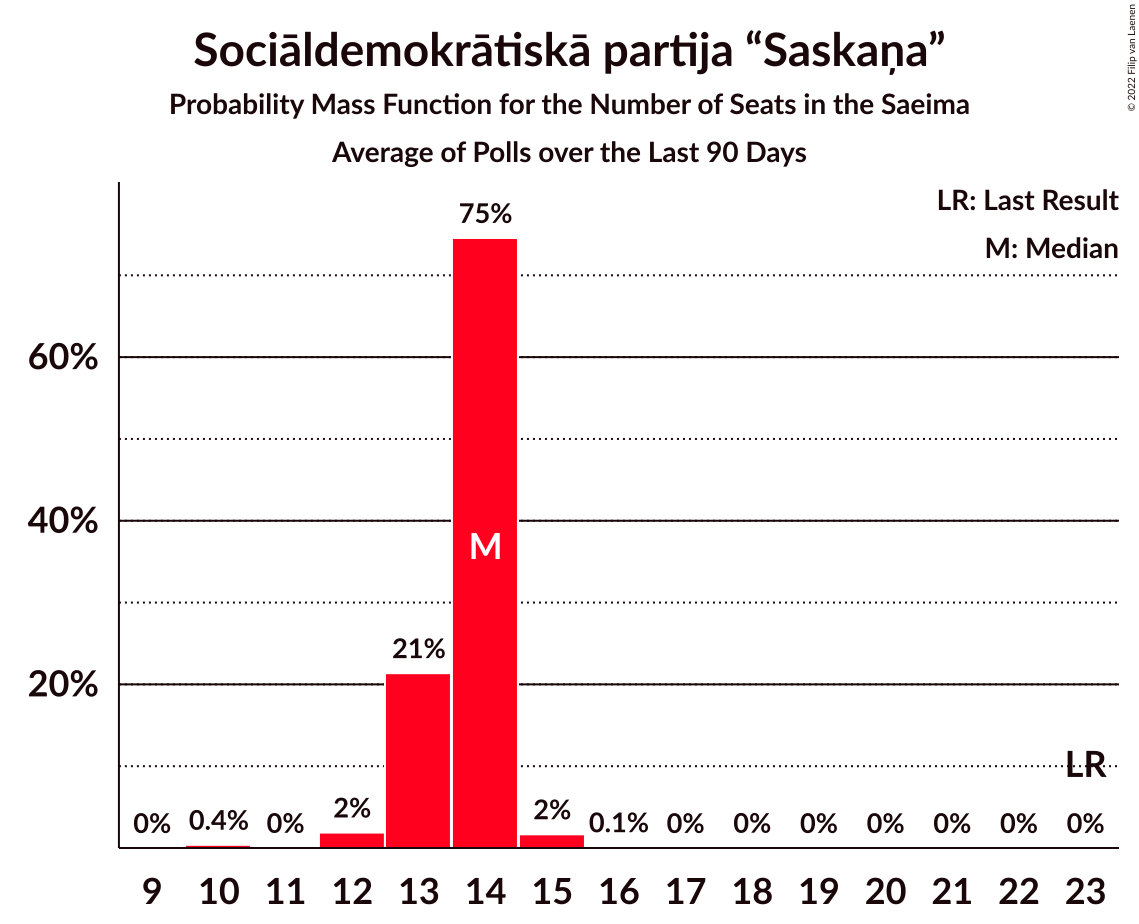 Sociāldemokrātiskā partija “Saskaņa”
Probability Mass Function for the Number of Seats in the Saeima
Average of Polls over the Last 90 Days
© 2022 Filip van Laenen
LR: Last Result
M: Median
75%
60%
40%
M
21%
20%
LR
0% 0.4% 0% 2% 2% 0.1% 0% 0% 0% 0% 0% 0% 0%
9 10 11 12 13 14 15 16 17 18 19 20 21 22 23